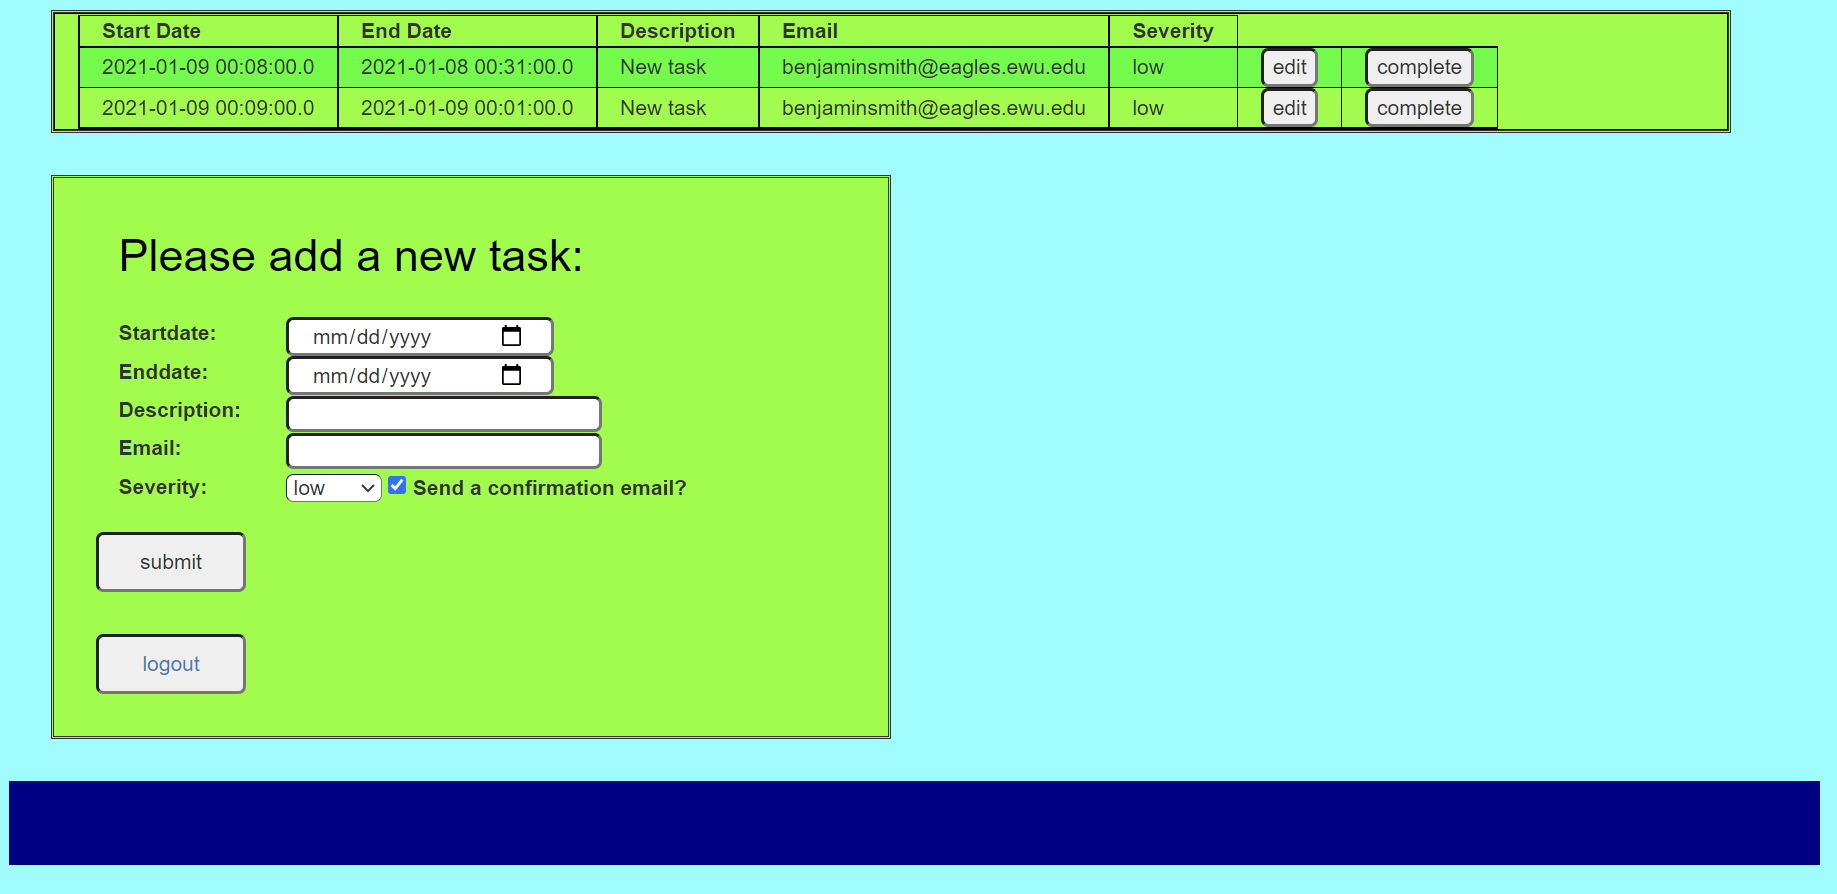 Start Date End Date Description Email Severity
2021-01-09 00:08:00.0 2021-01-08 00:31:00.0 New task benjaminsmith@eagles.ewu.edu low edit complete
2021-01-09 00:09:00.0 2021-01-09 00:01:00.0 New task benjaminsmith@eagles.ewu.edu low edit complete
Please add a new task:
Startdate: mm/dd/yyyy
Enddate: mm/dd/yyyy
Description:
Email:
Severity: low Send a confirmation email?
submit
logout